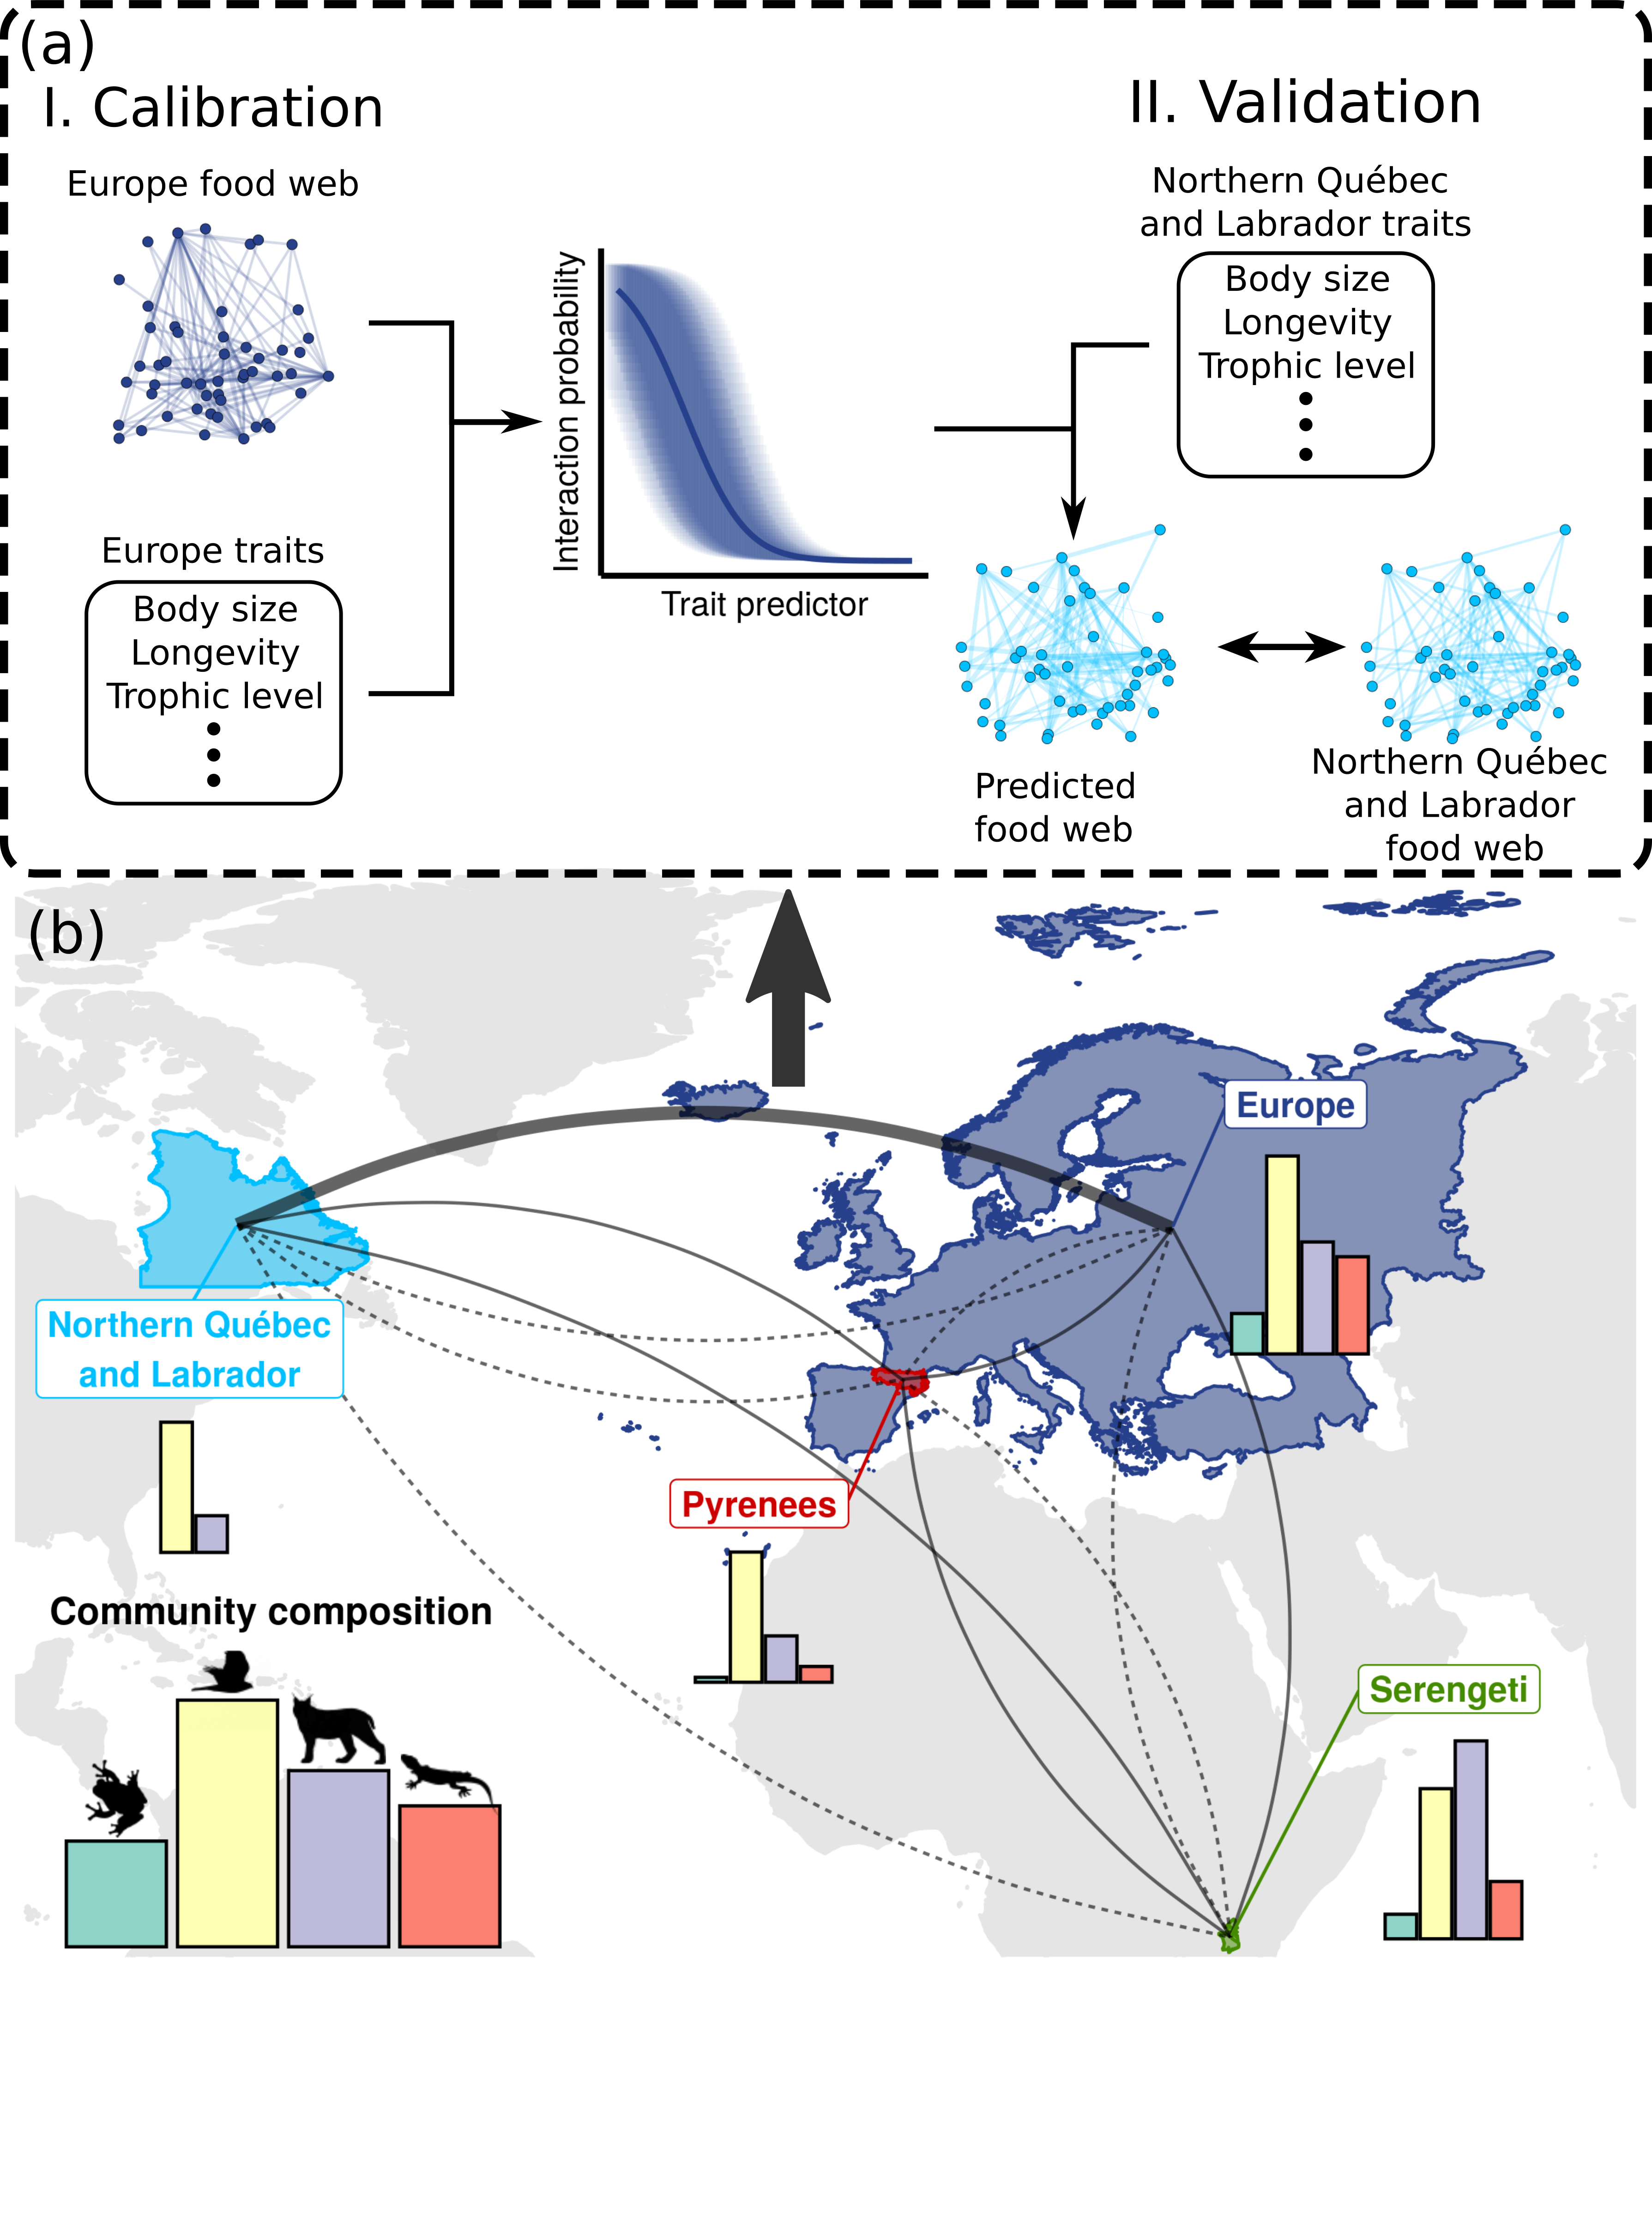 (a)
I. Calibration
II. Validation
Europe food web
Northern Québec
and Labrador traits
Body size
Longevity
Trophic level
Interaction probability
Trait predictor
Europe traits
Body size
Longevity
Trophic level
Predicted
food web
Northern Québec
and Labrador
food web
(b)
Europe
Northern Québec
and Labrador
Pyrenees
Community composition
Serengeti